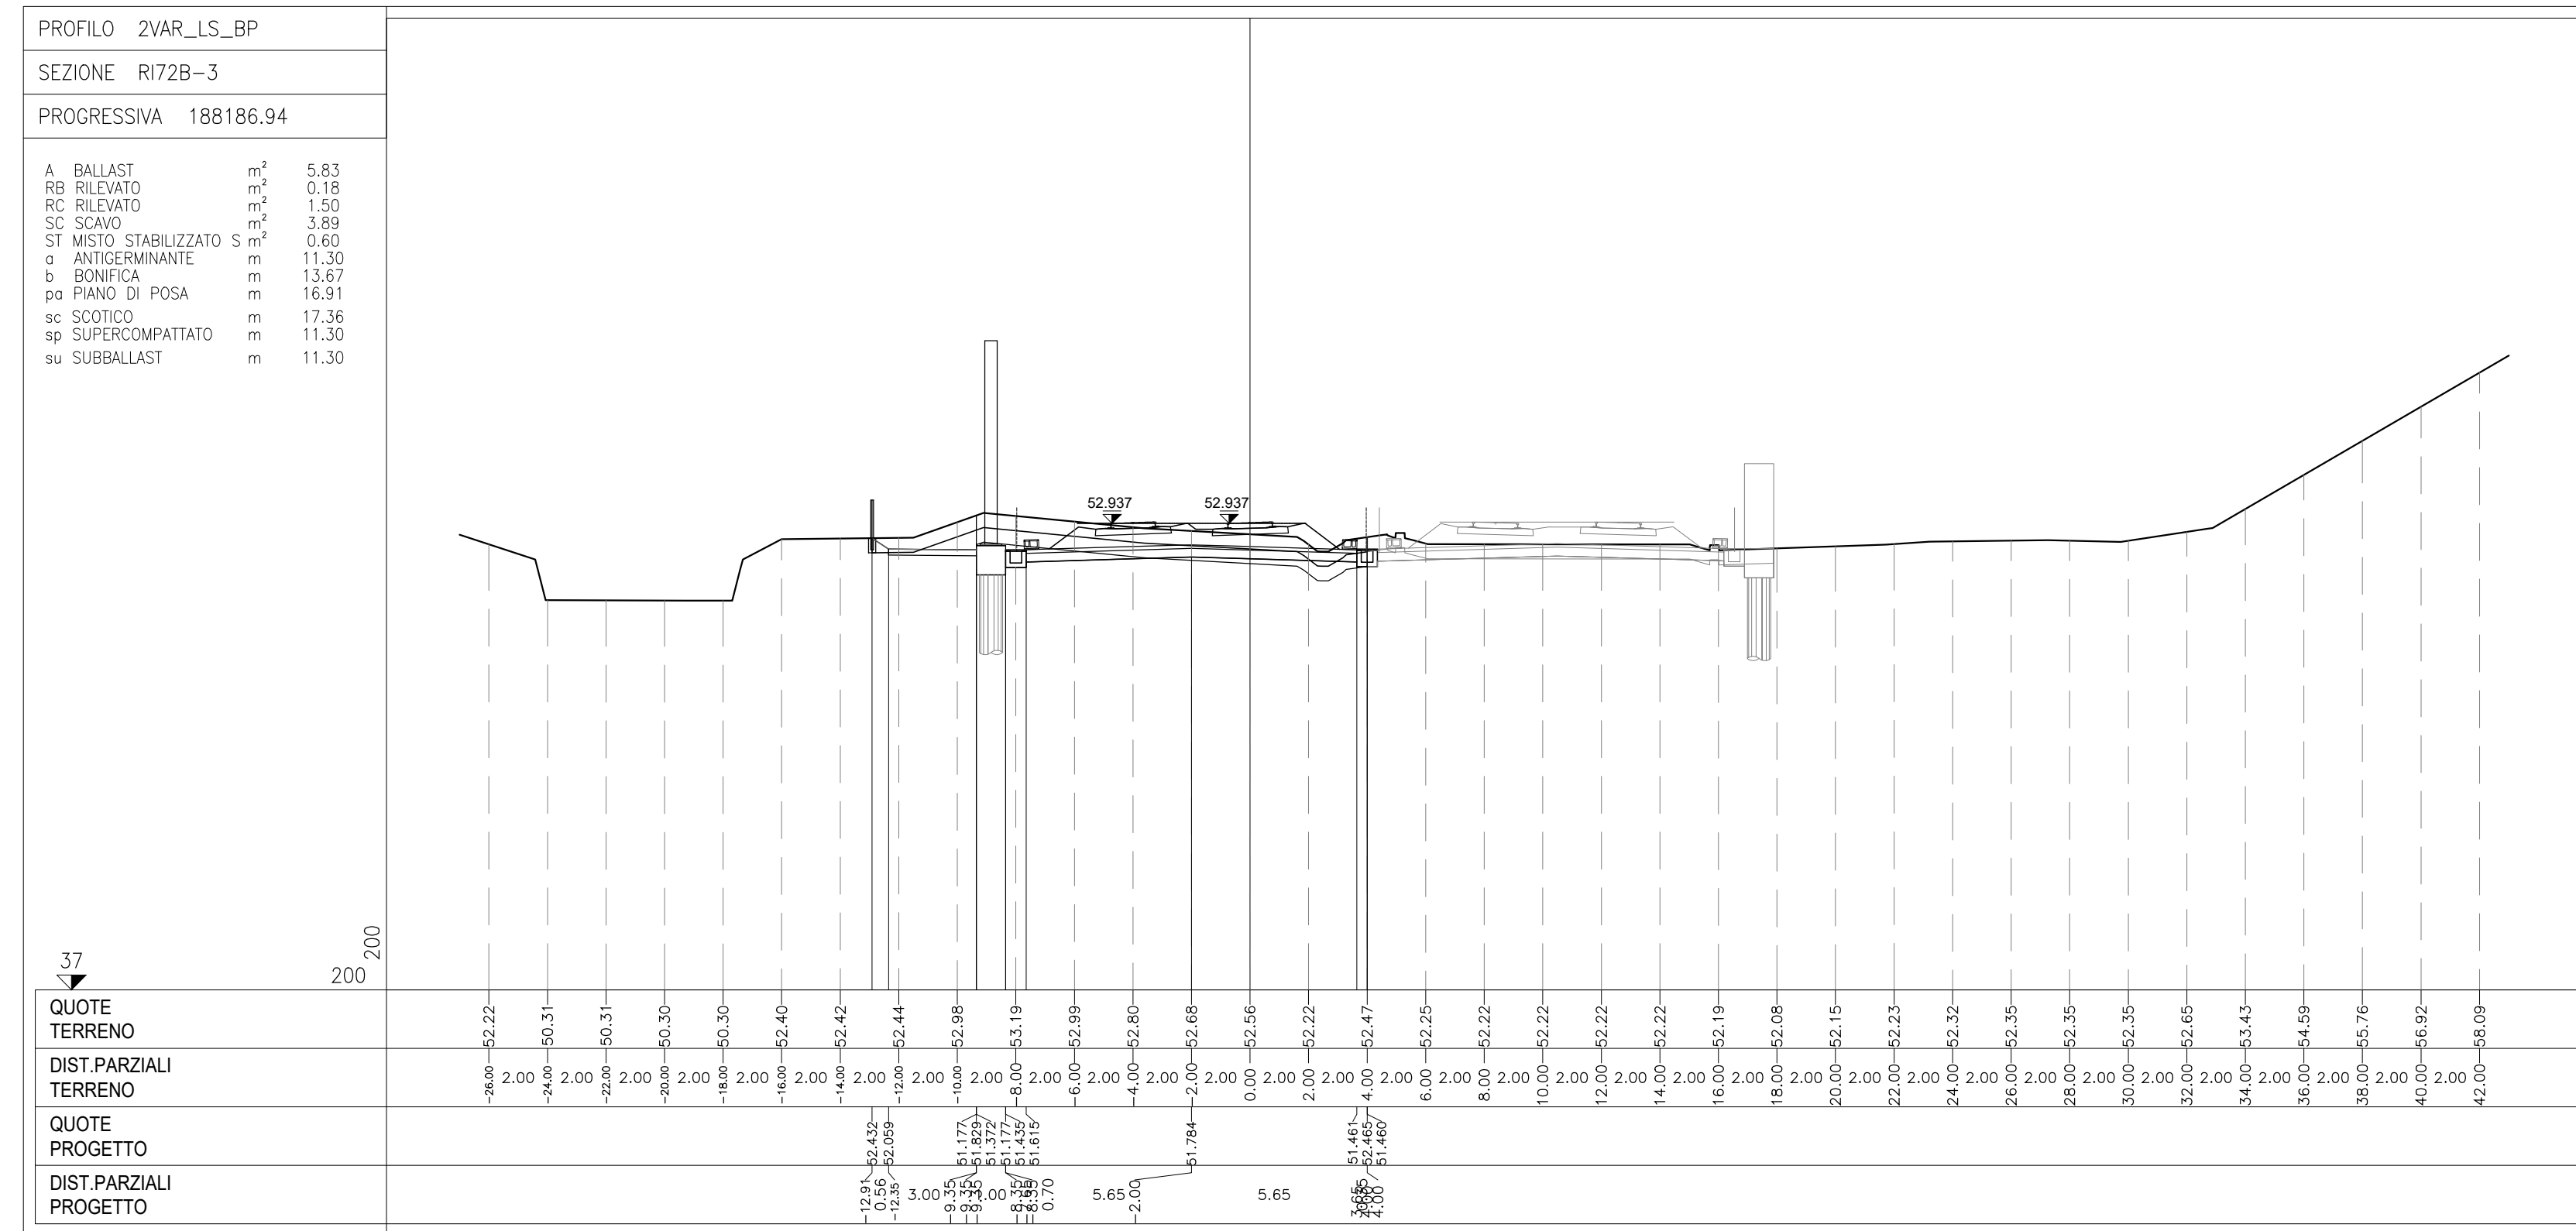 PROFILO 2VAR_LS_BP
SEZIONE RI72B-3
PROGRESSIVA 188186.94
A BALLAST m² 5.83
RB RILEVATO m² 0.18
RC RILEVATO m² 1.50
SC SCAVO m² 3.89
ST MISTO STABILIZZATO S m² 0.60
a ANTIGERMINANTE m 11.30
b BONIFICA m 13.67
pa PIANO DI POSA m 16.91
sc SCOTICO m 17.36
sp SUPERCOMPATTATO m 11.30
su SUBBALLAST m 11.30
52.937 52.937
37
200
200
QUOTE
TERRENO
52.22 50.31 50.31 50.30 50.30 52.40 52.42 52.44 52.98 53.19 52.99 52.80 52.68 52.56 52.22 52.47 52.25 52.22 52.22 52.22 52.22 52.19 52.08 52.15 52.23 52.32 52.35 52.35 52.35 52.65 53.43 54.59 55.76 56.92 58.09
DIST.PARZIALI
TERRENO
-26.00 2.00 -24.00 2.00 -22.00 2.00 -20.00 2.00 -18.00 2.00 -16.00 2.00 -14.00 2.00 -12.00 2.00 -10.00 2.00 -8.00 2.00 -6.00 2.00 -4.00 2.00 -2.00 2.00 0.00 2.00 2.00 2.00 4.00 2.00 6.00 2.00 8.00 2.00 10.00 2.00 12.00 2.00 14.00 2.00 16.00 2.00 18.00 2.00 20.00 2.00 22.00 2.00 24.00 2.00 26.00 2.00 28.00 2.00 30.00 2.00 32.00 2.00 34.00 2.00 36.00 2.00 38.00 2.00 40.00 2.00 42.00
QUOTE
PROGETTO
52.432 52.059 51.177 51.829 51.372 51.177 51.435 51.615 51.784 51.461 52.465 51.460
DIST.PARZIALI
PROGETTO
-12.91 0.56 -12.35 3.00 -9.35 -9.35 -9.35 -8.35 0.70 5.65 -2.00 5.65 3.65 4.00